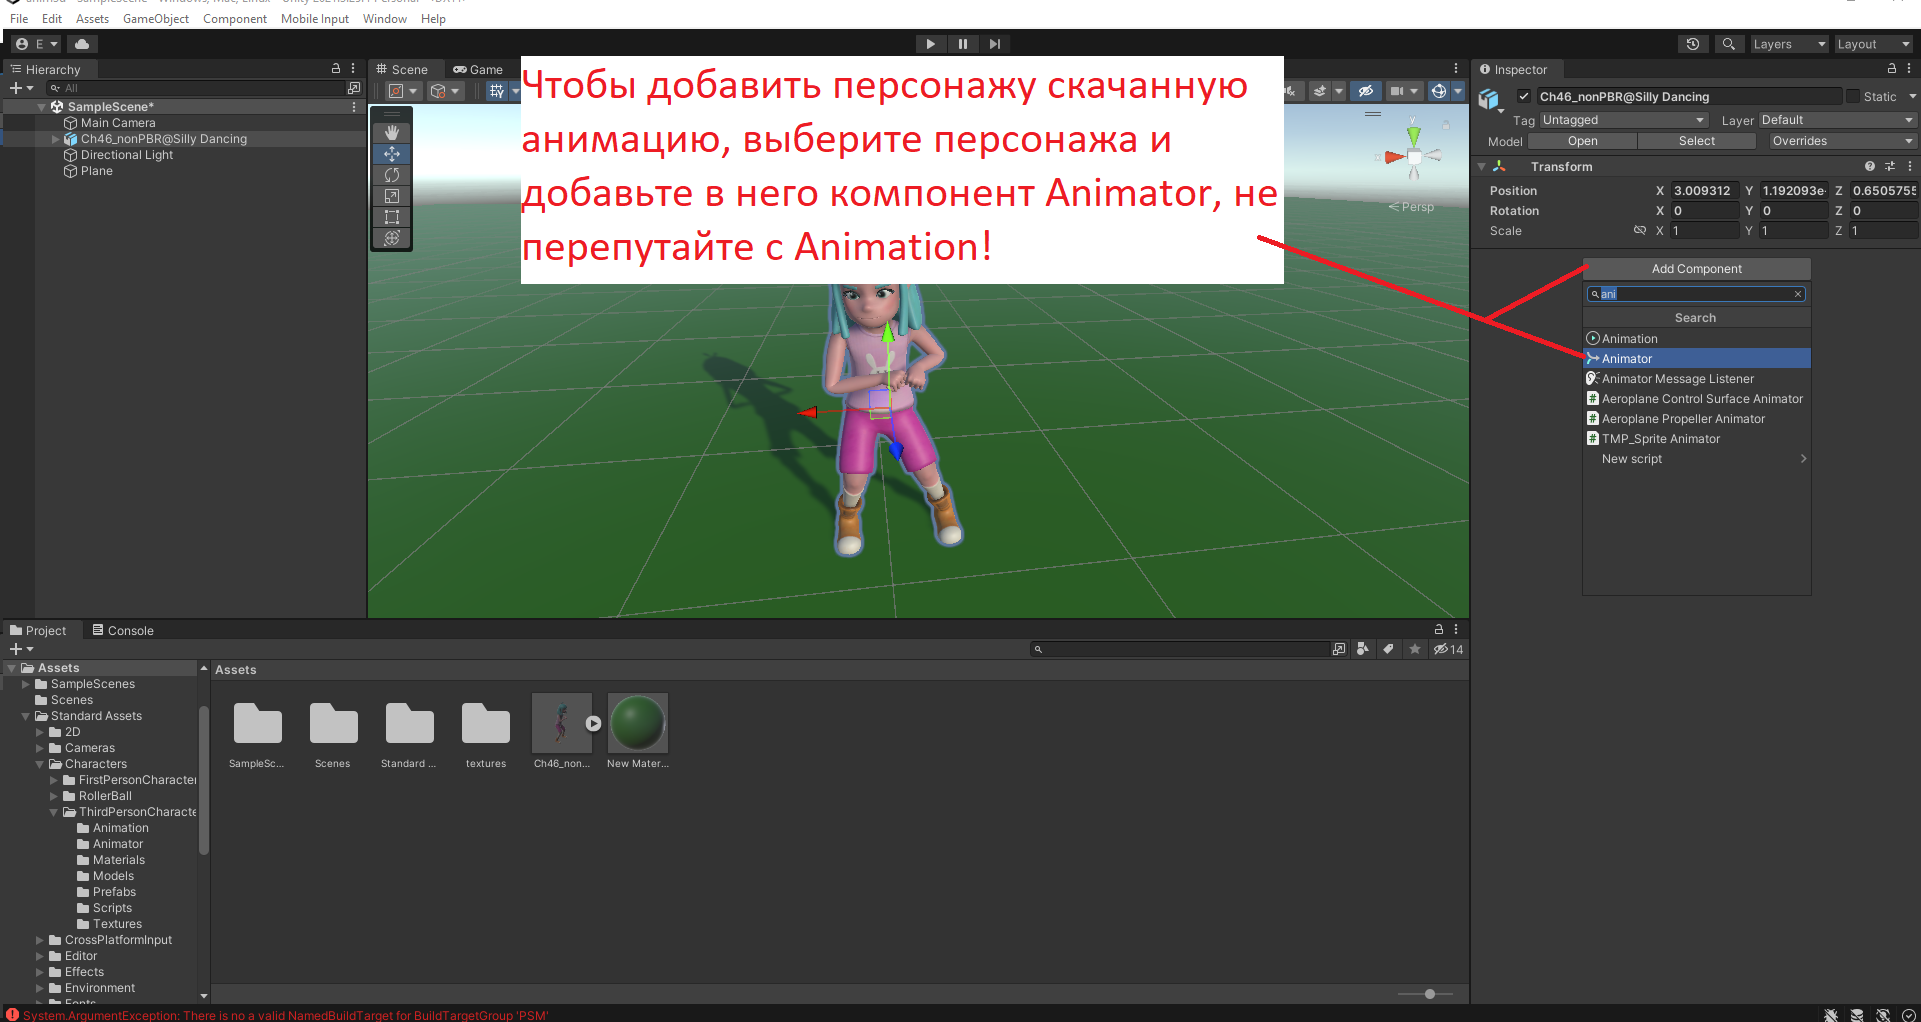 File Edit Assets GameObject Component Mobile Input Window Help
E
Layers
Layout
Hierarchy
All
SampleScene*
Main Camera
Ch46_nonPBR@Silly Dancing
Directional Light
Plane
Scene
Game
Чтобы добавить персонажу скачанную
анимацию, выберите персонажа и
добавьте в него компонент Animator, не
перепутайте с Animation!
Y
X
Persp
Inspector
Ch46_nonPBR@Silly Dancing
Static
Tag Untagged
Layer Default
Model Open Select Overrides
Transform
Position X 3.009312 Y 1.192093e- Z 0.6505755
Rotation X 0 Y 0 Z 0
Scale X 1 Y 1 Z 1
Add Component
ani
Search
Animation
Animator
Animator Message Listener
Aeroplane Control Surface Animator
Aeroplane Propeller Animator
TMP_Sprite Animator
New script
Project
Console
14
Assets
SampleScenes
Scenes
Standard Assets
2D
Cameras
Characters
FirstPersonCharacter
RollerBall
ThirdPersonCharacte
Animation
Animator
Materials
Models
Prefabs
Scripts
Textures
CrossPlatformInput
Editor
Effects
Environment
Assets
SampleSc...
Scenes
Standard ...
textures
Ch46_non...
New Mater...
System.ArgumentException: There is no a valid NamedBuildTarget for BuildTargetGroup 'PSM'